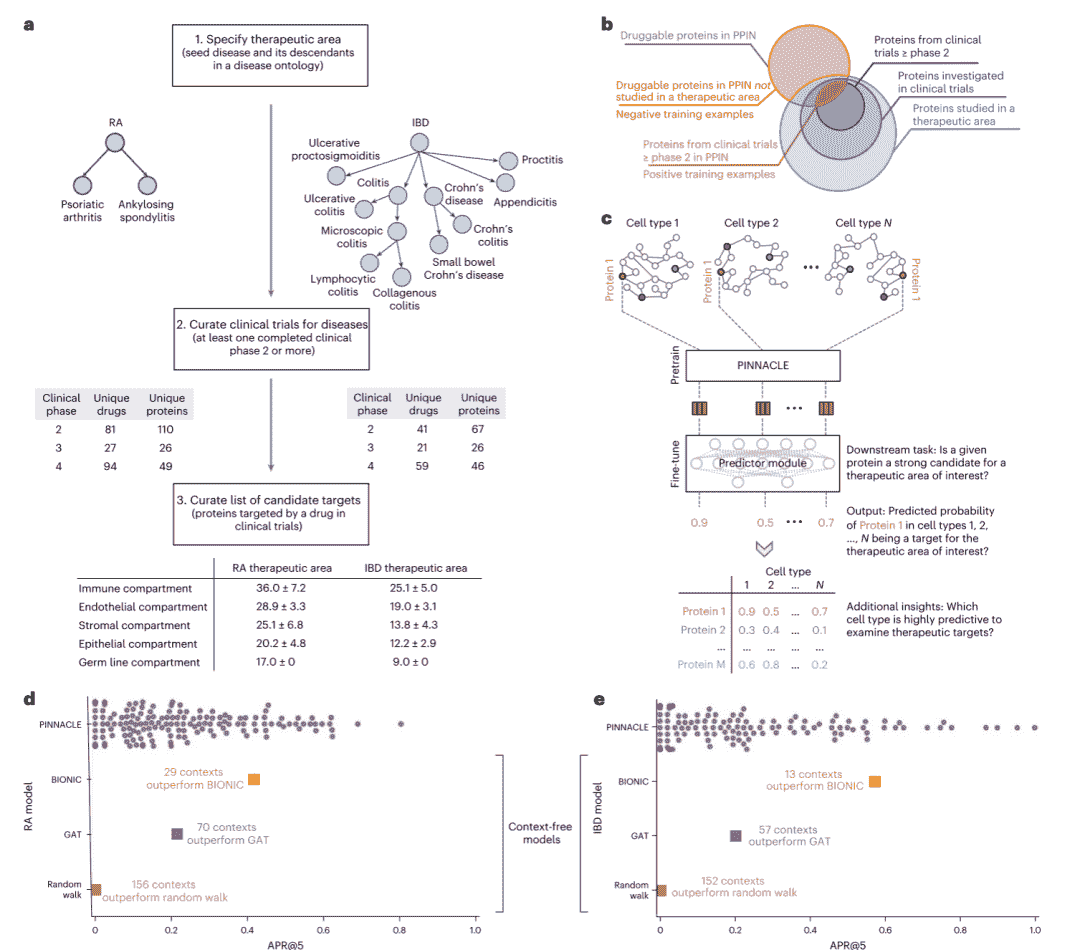 a
1. Specify therapeutic area
(seed disease and its descendants
in a disease ontology)
RA
Psoriatic
arthritis
Ankylosing
spondylitis
IBD
Ulcerative
proctosigmoiditis
Colitis
Ulcerative
colitis
Microscopic
colitis
Lymphocytic
colitis
Collagenous
colitis
Crohn's
disease
Crohn's
colitis
Small bowel
Crohn's disease
Proctitis
Appendicitis
2. Curate clinical trials for diseases
(at least one completed clinical
phase 2 or more)
Clinical phase Unique drugs Unique proteins
2 81 110
3 27 26
4 94 49
Clinical phase Unique drugs Unique proteins
2 41 67
3 21 26
4 59 46
3. Curate list of candidate targets
(proteins targeted by a drug in
clinical trials)
RA therapeutic area IBD therapeutic area
Immune compartment 36.0 ± 7.2 25.1 ± 5.0
Endothelial compartment 28.9 ± 3.3 19.0 ± 3.1
Stromal compartment 25.1 ± 6.8 13.8 ± 4.3
Epithelial compartment 20.2 ± 4.8 12.2 ± 2.9
Germ line compartment 17.0 ± 0 9.0 ± 0
b
Druggable proteins in PPIN
Druggable proteins in PPIN not
studied in a therapeutic area
Negative training examples
Proteins from clinical trials
≥ phase 2 in PPIN
Positive training examples
Proteins from clinical
trials ≥ phase 2
Proteins investigated
in clinical trials
Proteins studied in a
therapeutic area
c
Cell type 1 Cell type 2 Cell type N
Protein 1
Protein 1
Protein 1
...
Pretrain
PINNACLE
...
Fine-tune
Predictor module
Downstream task: Is a given
protein a strong candidate for a
therapeutic area of interest?
0.9 0.5 ... 0.7
Output: Predicted probability
of Protein 1 in cell types 1, 2,
..., N being a target for the
therapeutic area of interest?
Cell type
1 2 ... N
Protein 1 0.9 0.5 ... 0.7
Protein 2 0.3 0.4 ... 0.1
... ... ... ... ...
Protein M 0.6 0.8 ... 0.2
Additional insights: Which
cell type is highly predictive to
examine therapeutic targets?
d
RA model
PINNACLE
BIONIC
29 contexts
outperform BIONIC
GAT
70 contexts
outperform GAT
Random
walk
156 contexts
outperform random walk
0 0.2 0.4 0.6 0.8 1.0
APR@5
Context-free
models
e
IBD model
PINNACLE
BIONIC
13 contexts
outperform BIONIC
GAT
57 contexts
outperform GAT
Random
walk
152 contexts
outperform random walk
0 0.2 0.4 0.6 0.8 1.0
APR@5